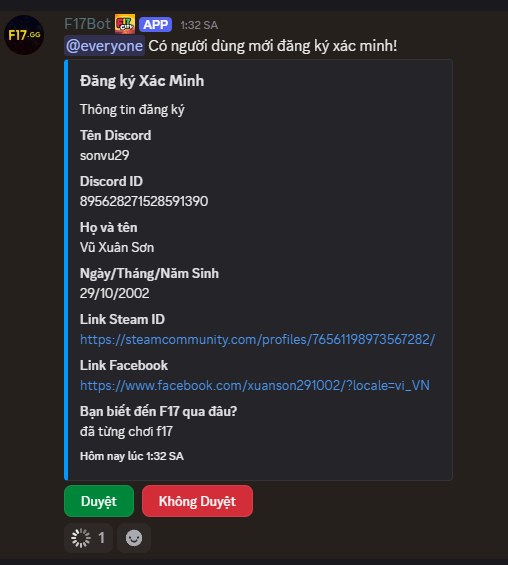 F17.GG
F17Bot F17 APP 1:32 SA
@everyone Có người dùng mới đăng ký xác minh!
Đăng ký Xác Minh
Thông tin đăng ký
Tên Discord
sonvu29
Discord ID
895628271528591390
Họ và tên
Vũ Xuân Sơn
Ngày/Tháng/Năm Sinh
29/10/2002
Link Steam ID
https://steamcommunity.com/profiles/76561198973567282/
Link Facebook
https://www.facebook.com/xuanson291002/?locale=vi_VN
Bạn biết đến F17 qua đâu?
đã từng chơi f17
Hôm nay lúc 1:32 SA
Duyệt Không Duyệt
1